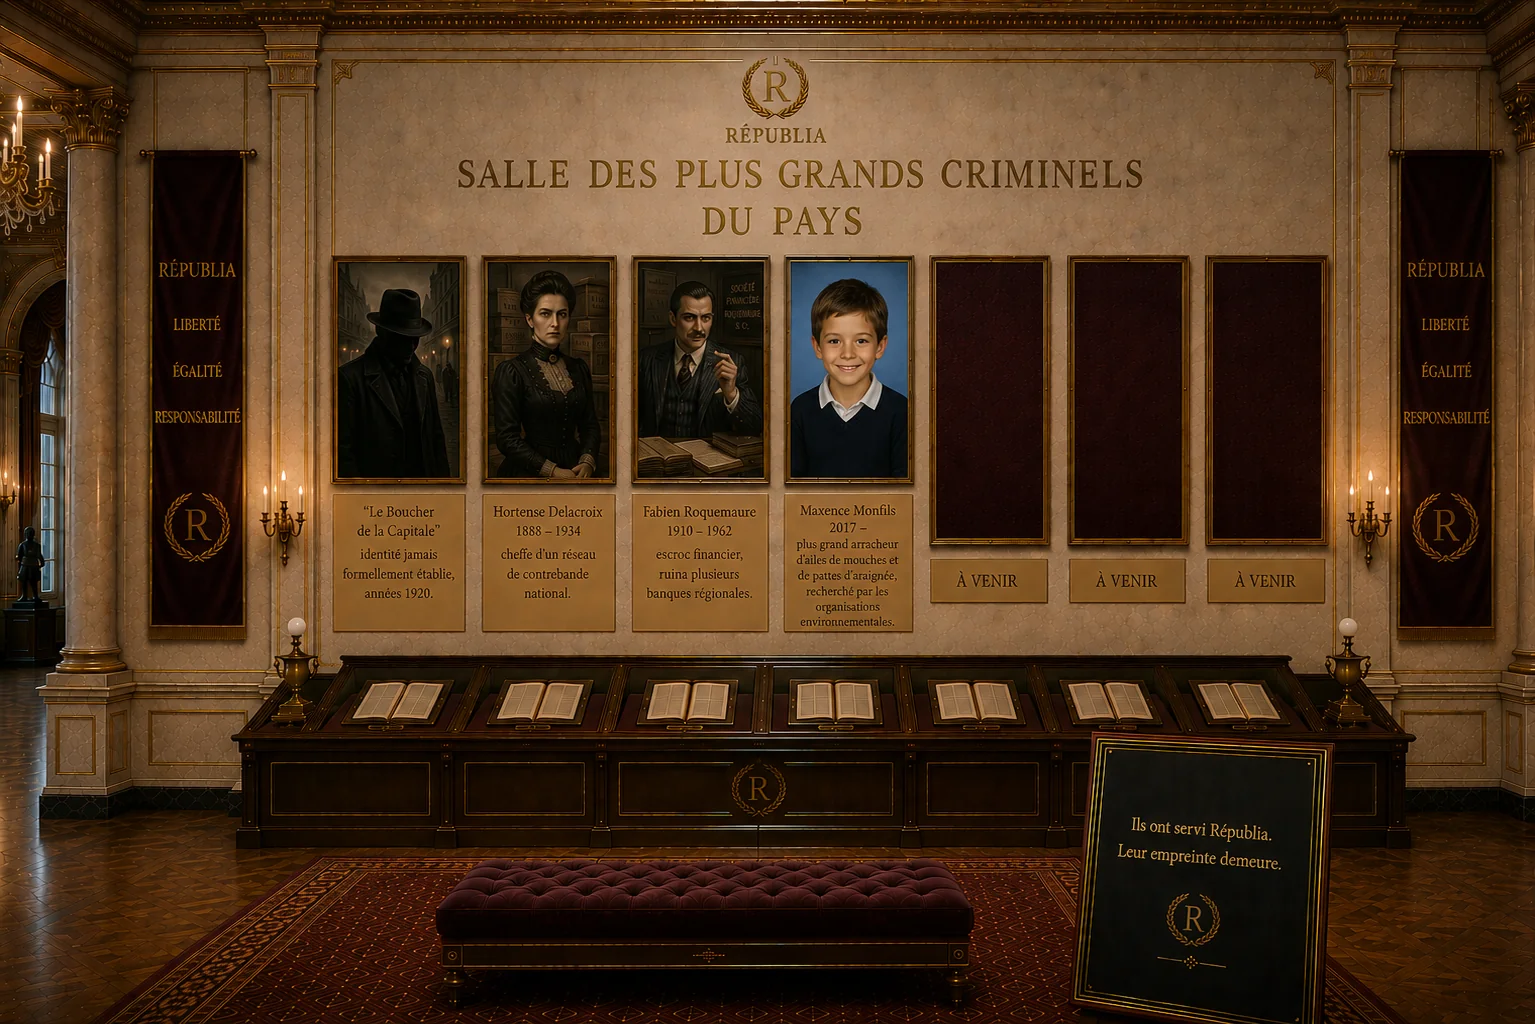 R
RÉPUBLIA
SALLE DES PLUS GRANDS CRIMINELS
DU PAYS
RÉPUBLIA
LIBERTÉ
ÉGALITÉ
RESPONSABILITÉ
R
SOCIÉTÉ
"Le Boucher
de la Capitale"
identité jamais
formellement établie,
années 1920.
Hortense Delacroix
1888 – 1934
cheffe d'un réseau
de contrebande
national.
Fabien Roquemaure
1910 – 1962
escroc financier,
ruina plusieurs
banques régionales.
Maxence Monfils
2017 –
plus grand arracheur
d'ailes de mouches et
de pattes d'araignée,
recherché par les
organisations
environnementales.
À VENIR
À VENIR
À VENIR
RÉPUBLIA
LIBERTÉ
ÉGALITÉ
RESPONSABILITÉ
R
R
Ils ont servi Républia.
Leur empreinte demeure.
R